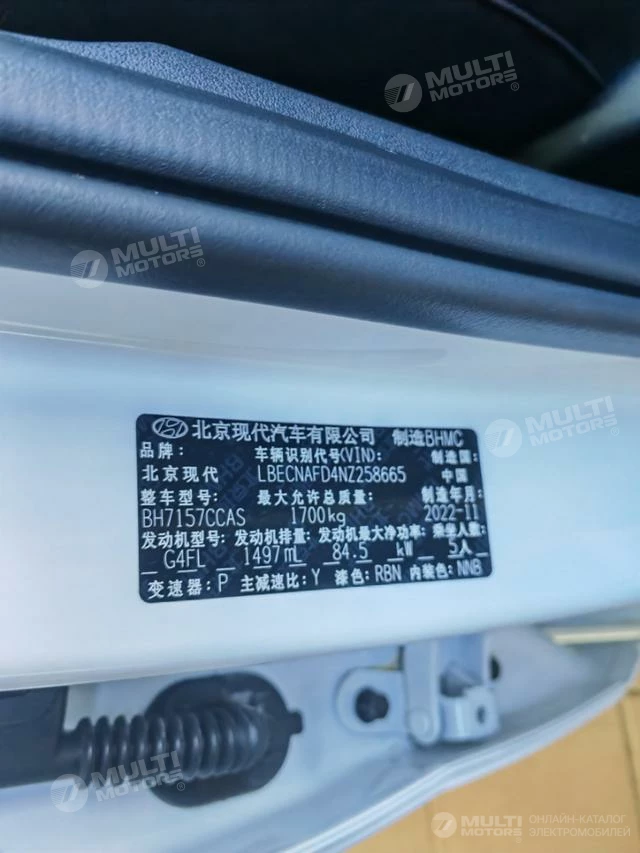 MULTI
MOTORS
MULTI
MOTORS
北京现代汽车有限公司 制造BHMC
品牌: 车辆识别代号(VIN): 制造国:
北京现代 LBECNAFD4NZ258665 中国
整车型号: 最大允许总质量: 制造年月:
BH7157CCAS 1700kg 2022-11
发动机型号: 发动机排量: 发动机最大净功率: 乘坐人数:
G4FL 1497mL 84.5 kW 5人
变速器: P 主减速比: Y 漆色: RBN 内装色: NNB
MULTI
MOTORS
MULTI
MOTORS
ОНЛАЙН-КАТАЛОГ
ЭЛЕКТРОМОБИЛЕЙ